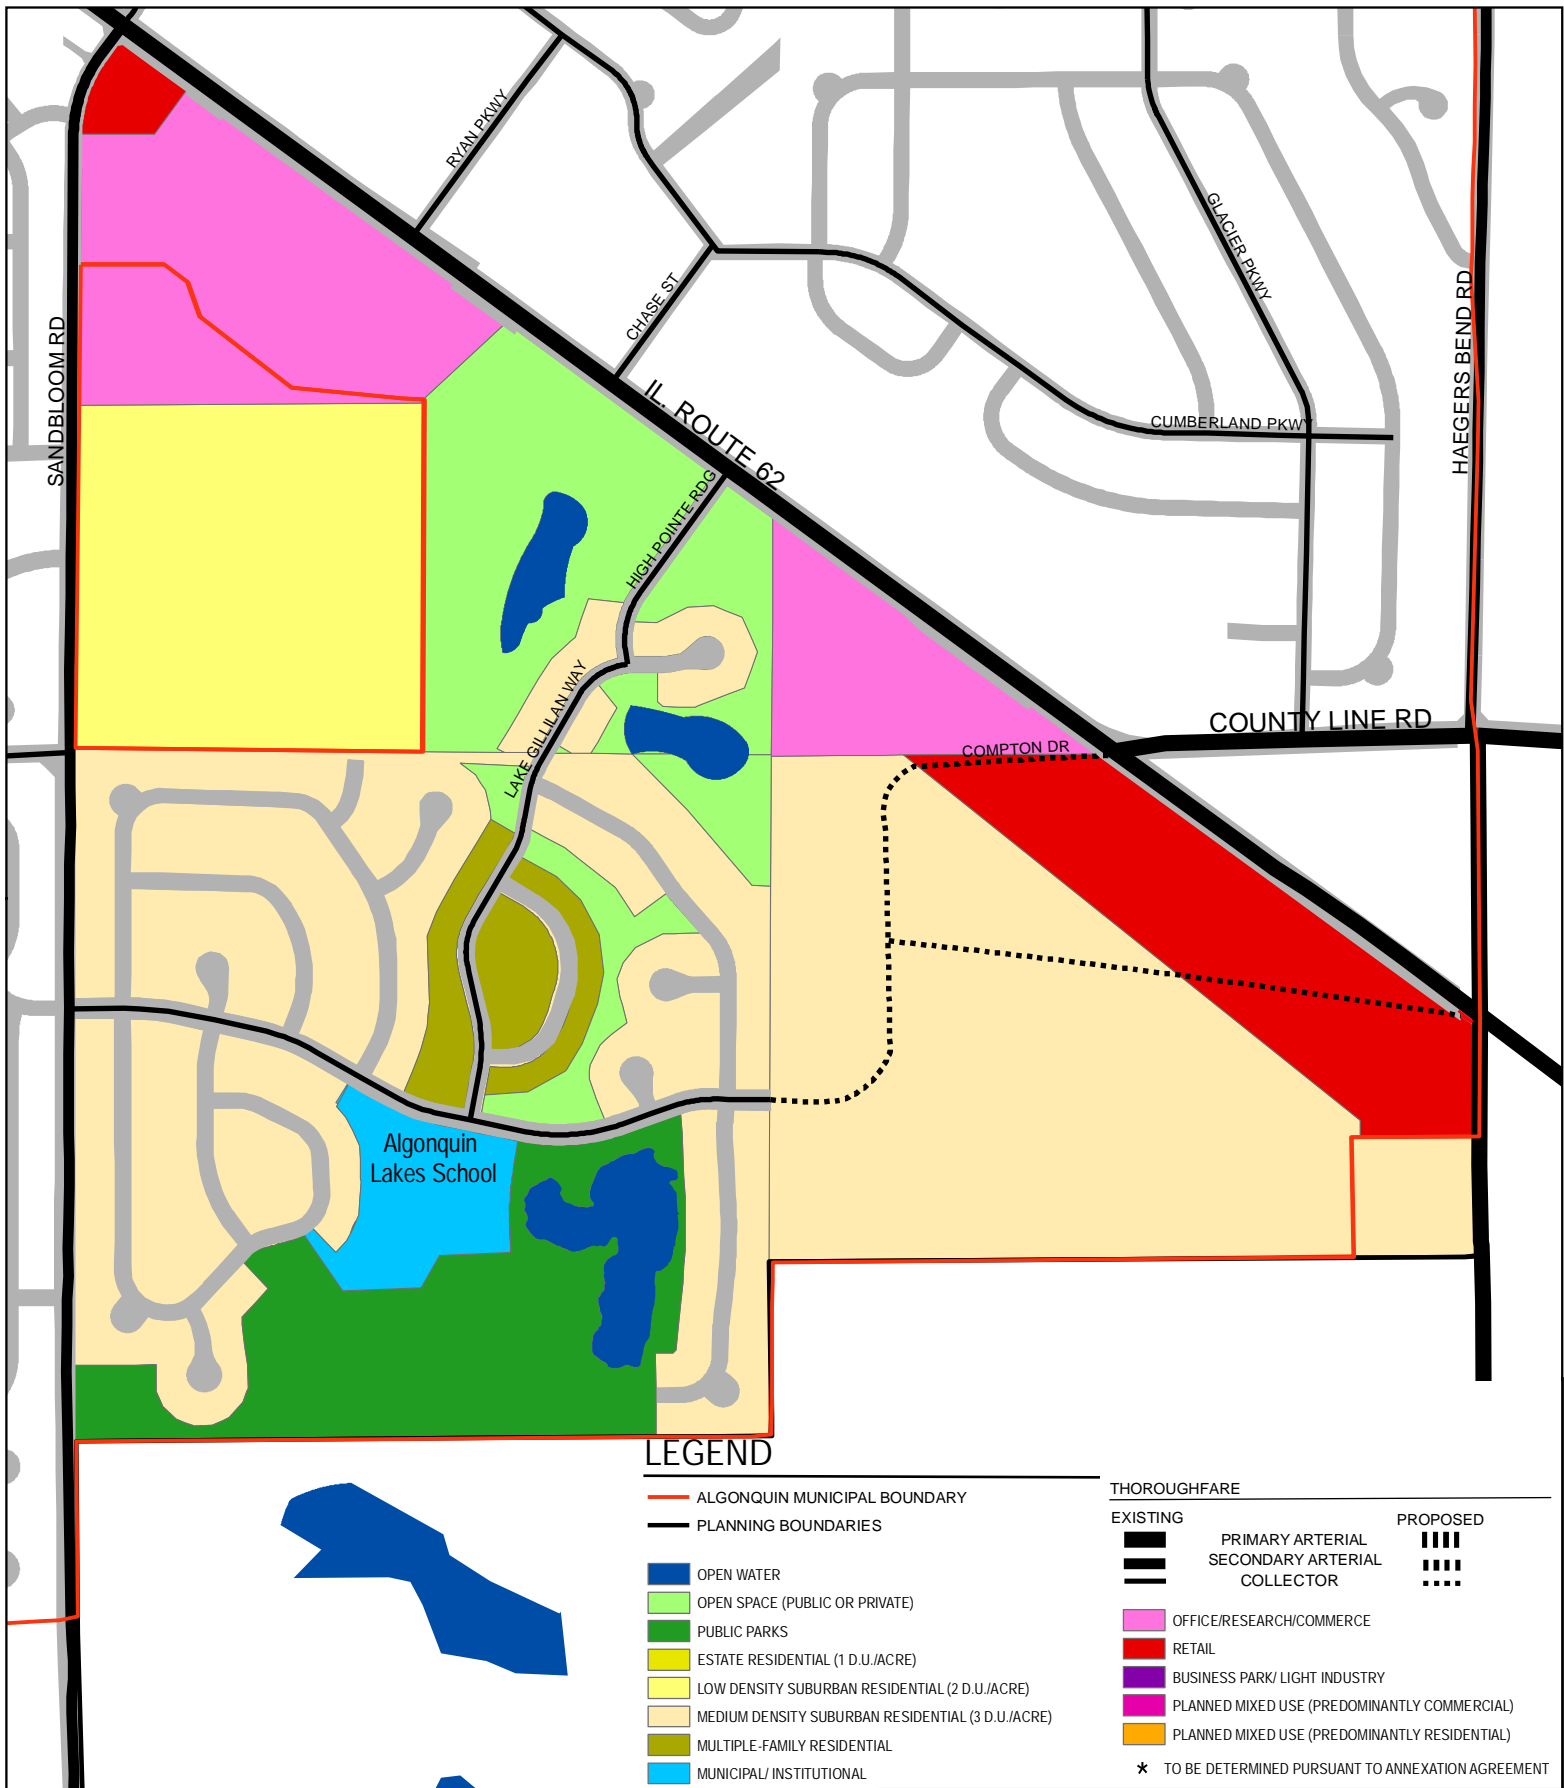 RYAN PKWY
GLACIER PKWY
CHASE ST
HAEGERS BEND RD
SANDBLOOM RD
IL. ROUTE 62
CUMBERLAND PKWY
HIGH POINTE RDG
LAKE GILLILAN WAY
COUNTY LINE RD
COMPTON DR
Algonquin
Lakes School
LEGEND
ALGONQUIN MUNICIPAL BOUNDARY
PLANNING BOUNDARIES
OPEN WATER
OPEN SPACE (PUBLIC OR PRIVATE)
PUBLIC PARKS
ESTATE RESIDENTIAL (1 D.U./ACRE)
LOW DENSITY SUBURBAN RESIDENTIAL (2 D.U./ACRE)
MEDIUM DENSITY SUBURBAN RESIDENTIAL (3 D.U./ACRE)
MULTIPLE-FAMILY RESIDENTIAL
MUNICIPAL/ INSTITUTIONAL
THOROUGHFARE
EXISTING PROPOSED
PRIMARY ARTERIAL
SECONDARY ARTERIAL
COLLECTOR
OFFICE/RESEARCH/COMMERCE
RETAIL
BUSINESS PARK/ LIGHT INDUSTRY
PLANNED MIXED USE (PREDOMINANTLY COMMERCIAL)
PLANNED MIXED USE (PREDOMINANTLY RESIDENTIAL)
* TO BE DETERMINED PURSUANT TO ANNEXATION AGREEMENT